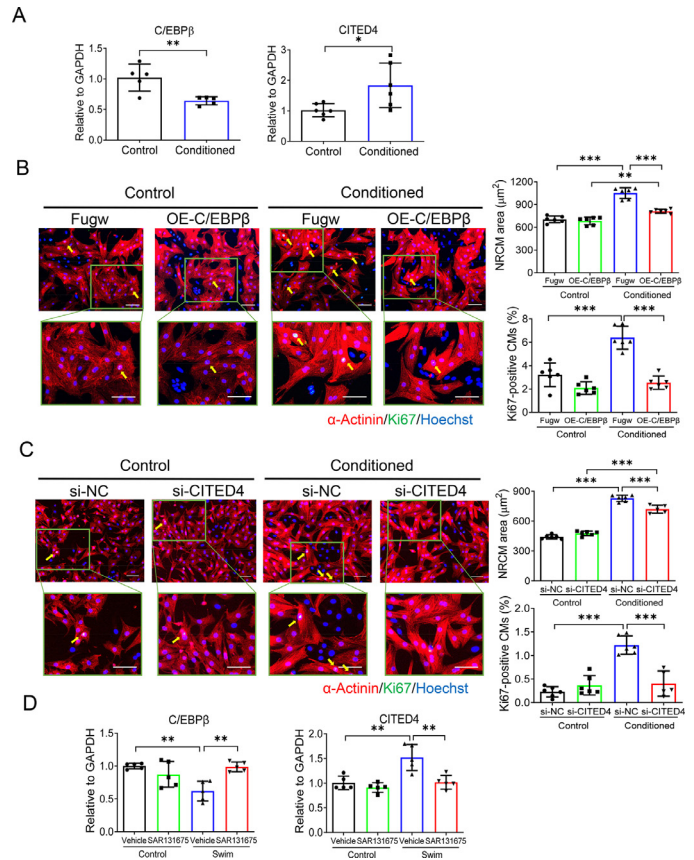 A
C/EBPβ
**
Relative to GAPDH
1.5
1.0
0.5
0.0
Control
Conditioned
CITED4
*
Relative to GAPDH
4
3
2
1
0
Control
Conditioned
B
Control
Conditioned
Fugw
OE-C/EBPβ
Fugw
OE-C/EBPβ
α-Actinin/Ki67/Hoechst
***
***
**
NRCM area (μm²)
1200
900
600
300
0
Fugw
OE-C/EBPβ
Fugw
OE-C/EBPβ
Control
Conditioned
***
***
Ki67-positive CMs (%)
8
6
4
2
0
Fugw
OE-C/EBPβ
Fugw
OE-C/EBPβ
Control
Conditioned
C
Control
Conditioned
si-NC
si-CITED4
si-NC
si-CITED4
α-Actinin/Ki67/Hoechst
***
***
***
NRCM area (μm²)
900
600
300
0
si-NC
si-CITED4
si-NC
si-CITED4
Control
Conditioned
***
***
Ki67-positive CMs (%)
2.0
1.5
1.0
0.5
0.0
si-NC
si-CITED4
si-NC
si-CITED4
Control
Conditioned
D
C/EBPβ
**
**
Relative to GAPDH
1.5
1.0
0.5
0.0
Vehicle
SAR131675
Vehicle
SAR131675
Control
Swim
CITED4
**
**
Relative to GAPDH
2.0
1.5
1.0
0.5
0.0
Vehicle
SAR131675
Vehicle
SAR131675
Control
Swim